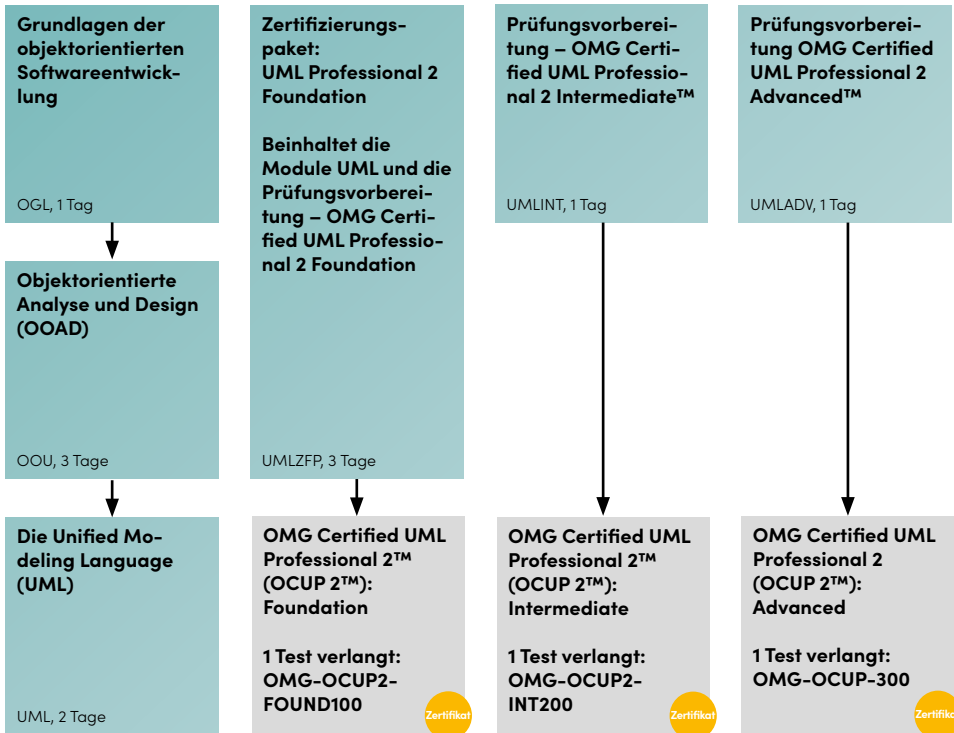 Grundlagen der
objektorientierten
Softwareentwick-
lung
OGL, 1 Tag
Objektorientierte
Analyse und Design
(OOAD)
OOU, 3 Tage
Die Unified Mo-
deling Language
(UML)
UML, 2 Tage
Zertifizierungs-
paket:
UML Professional 2
Foundation
Beinhaltet die
Module UML und die
Prüfungsvorberei-
tung – OMG Certi-
fied UML Professio-
nal 2 Foundation
UMLZFP, 3 Tage
OMG Certified UML
Professional 2™
(OCUP 2™):
Foundation
1 Test verlangt:
OMG-OCUP2-
FOUND100
Zertifikat
Prüfungsvorberei-
tung – OMG Certi-
fied UML Professio-
nal 2 Intermediate™
UMLINT, 1 Tag
OMG Certified UML
Professional 2™
(OCUP 2™):
Intermediate
1 Test verlangt:
OMG-OCUP2-
INT200
Zertifikat
Prüfungsvorberei-
tung OMG Certified
UML Professional 2
Advanced™
UMLADV, 1 Tag
OMG Certified UML
Professional 2
(OCUP 2™):
Advanced
1 Test verlangt:
OMG-OCUP-300
Zertifikat